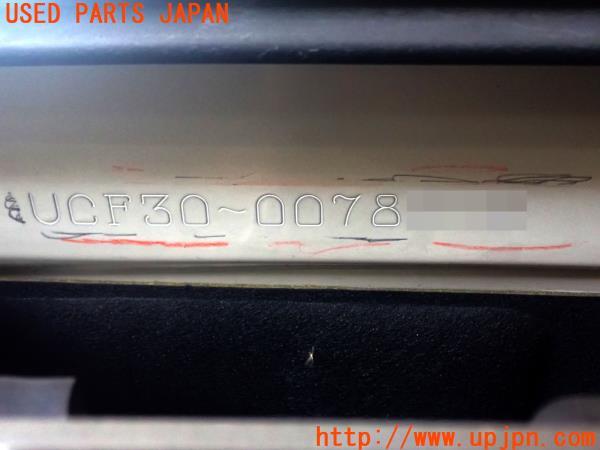 USED PARTS JAPAN
UCF30~0078
http://www.upjpn.com